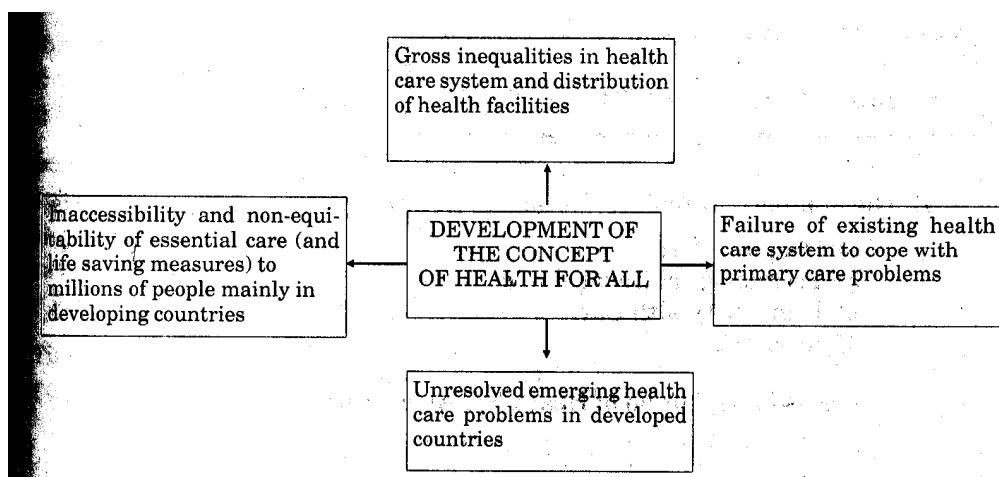 Gross inequalities in health
care system and distribution
of health facilities
Inaccessibility and non-equi-
tability of essential care (and
life saving measures) to
millions of people mainly in
developing countries
DEVELOPMENT OF
THE CONCEPT
OF HEALTH FOR ALL
Failure of existing health
care system to cope with
primary care problems
Unresolved emerging health
care problems in developed
countries